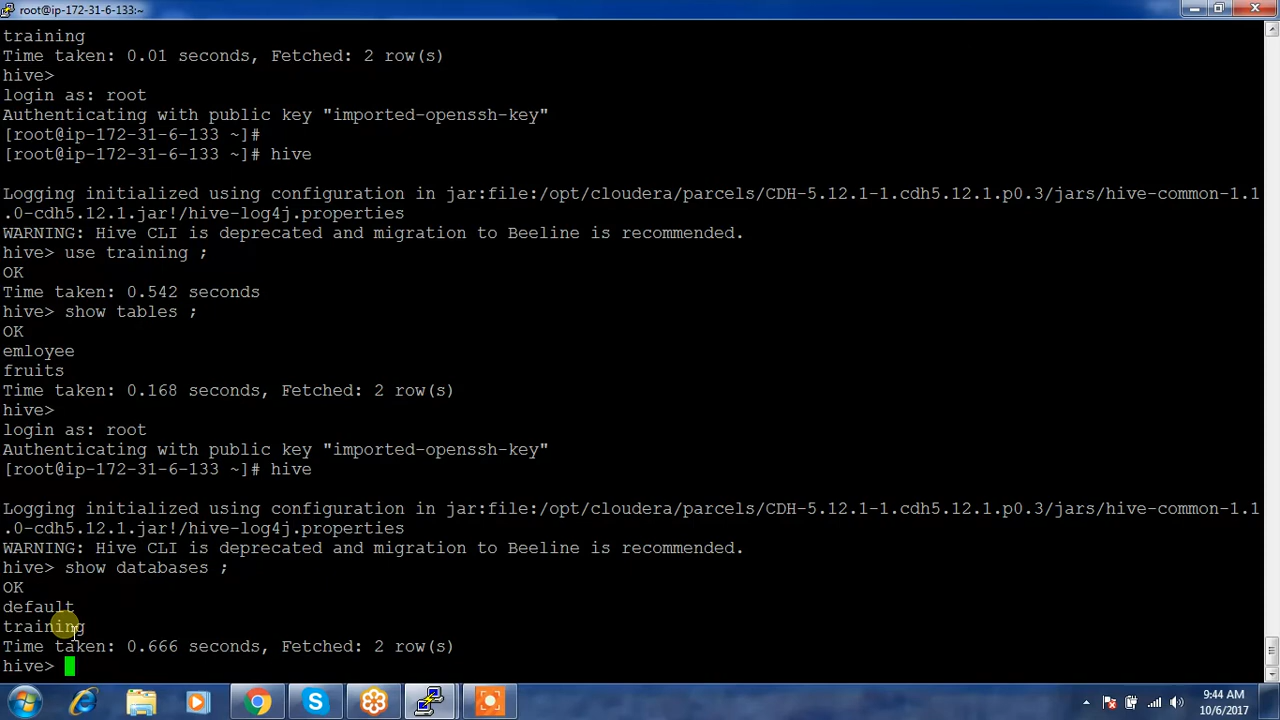 root@ip-172-31-6-133:~
training
Time taken: 0.01 seconds, Fetched: 2 row(s)
hive>
login as: root
Authenticating with public key "imported-openssh-key"
[root@ip-172-31-6-133 ~]#
[root@ip-172-31-6-133 ~]# hive
Logging initialized using configuration in jar:file:/opt/cloudera/parcels/CDH-5.12.1-1.cdh5.12.1.p0.3/jars/hive-common-1.1
.0-cdh5.12.1.jar!/hive-log4j.properties
WARNING: Hive CLI is deprecated and migration to Beeline is recommended.
hive> use training ;
OK
Time taken: 0.542 seconds
hive> show tables ;
OK
emloyee
fruits
Time taken: 0.168 seconds, Fetched: 2 row(s)
hive>
login as: root
Authenticating with public key "imported-openssh-key"
[root@ip-172-31-6-133 ~]# hive
Logging initialized using configuration in jar:file:/opt/cloudera/parcels/CDH-5.12.1-1.cdh5.12.1.p0.3/jars/hive-common-1.1
.0-cdh5.12.1.jar!/hive-log4j.properties
WARNING: Hive CLI is deprecated and migration to Beeline is recommended.
hive> show databases ;
OK
default
training
Time taken: 0.666 seconds, Fetched: 2 row(s)
hive>
9:44 AM
10/6/2017